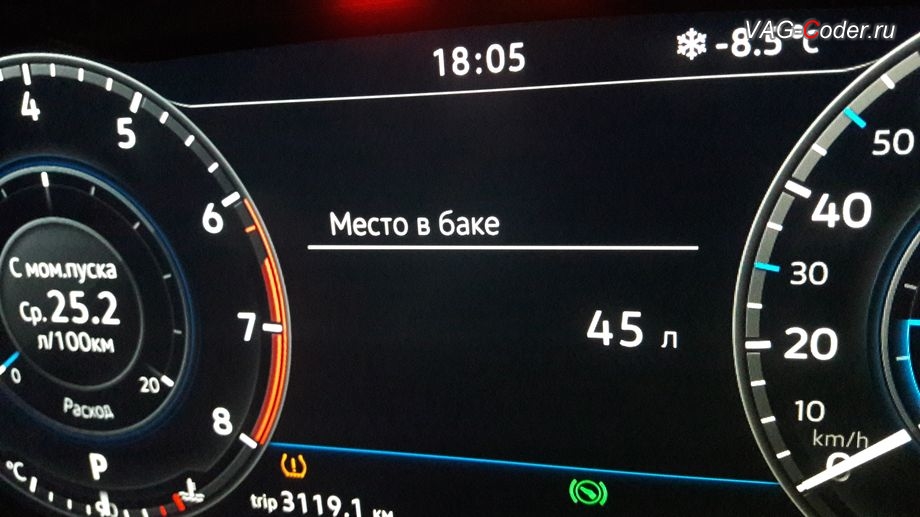 VAG-Coder.ru
18:05
-8.5 °C
4
5
6
7
8
Место в баке
45 л
С мом.пуска
Ср. 25.2
л/100км
0
20
Расход
°C
P
trip 3119.1 км
50
40
30
20
10
km/h
0